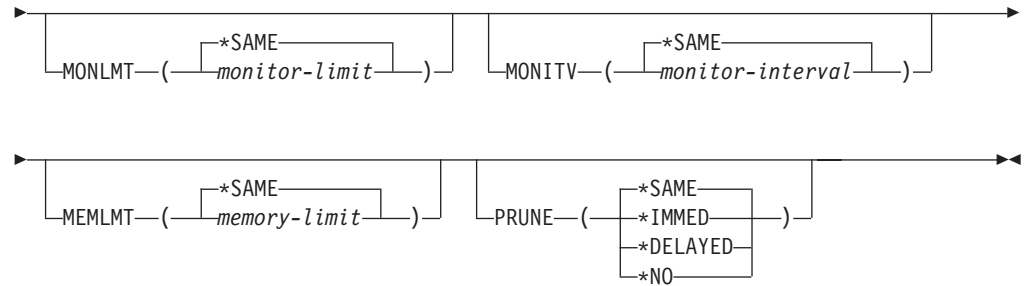 *SAME *SAME
MONLMT ( monitor-limit ) MONITV ( monitor-interval )
*SAME *SAME
MEMLMT ( memory-limit ) PRUNE ( *IMMED )
*DELAYED
*NO